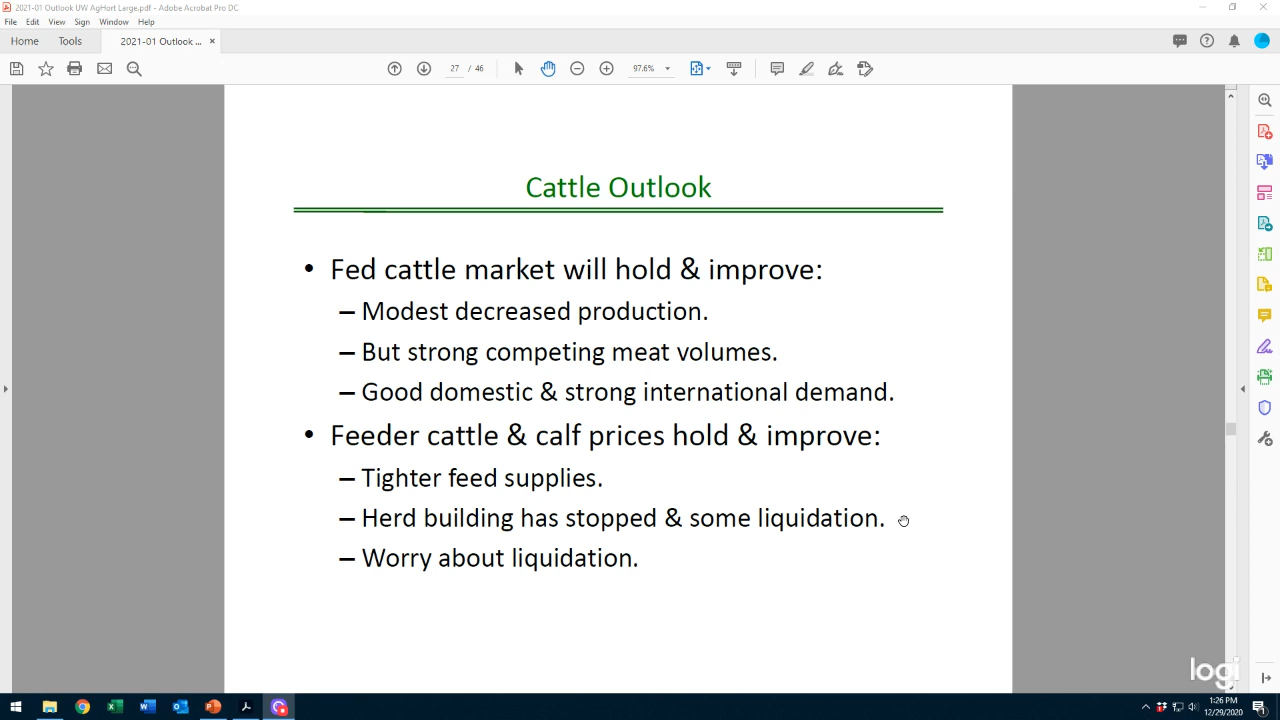 2021-01 Outlook UW AgHort Large.pdf - Adobe Acrobat Pro DC
File Edit View Sign Window Help
Home Tools 2021-01 Outlook ... ×
27 / 46 97.6%
Cattle Outlook
• Fed cattle market will hold & improve:
– Modest decreased production.
– But strong competing meat volumes.
– Good domestic & strong international demand.
• Feeder cattle & calf prices hold & improve:
– Tighter feed supplies.
– Herd building has stopped & some liquidation.
– Worry about liquidation.
logi
1:26 PM
12/29/2020